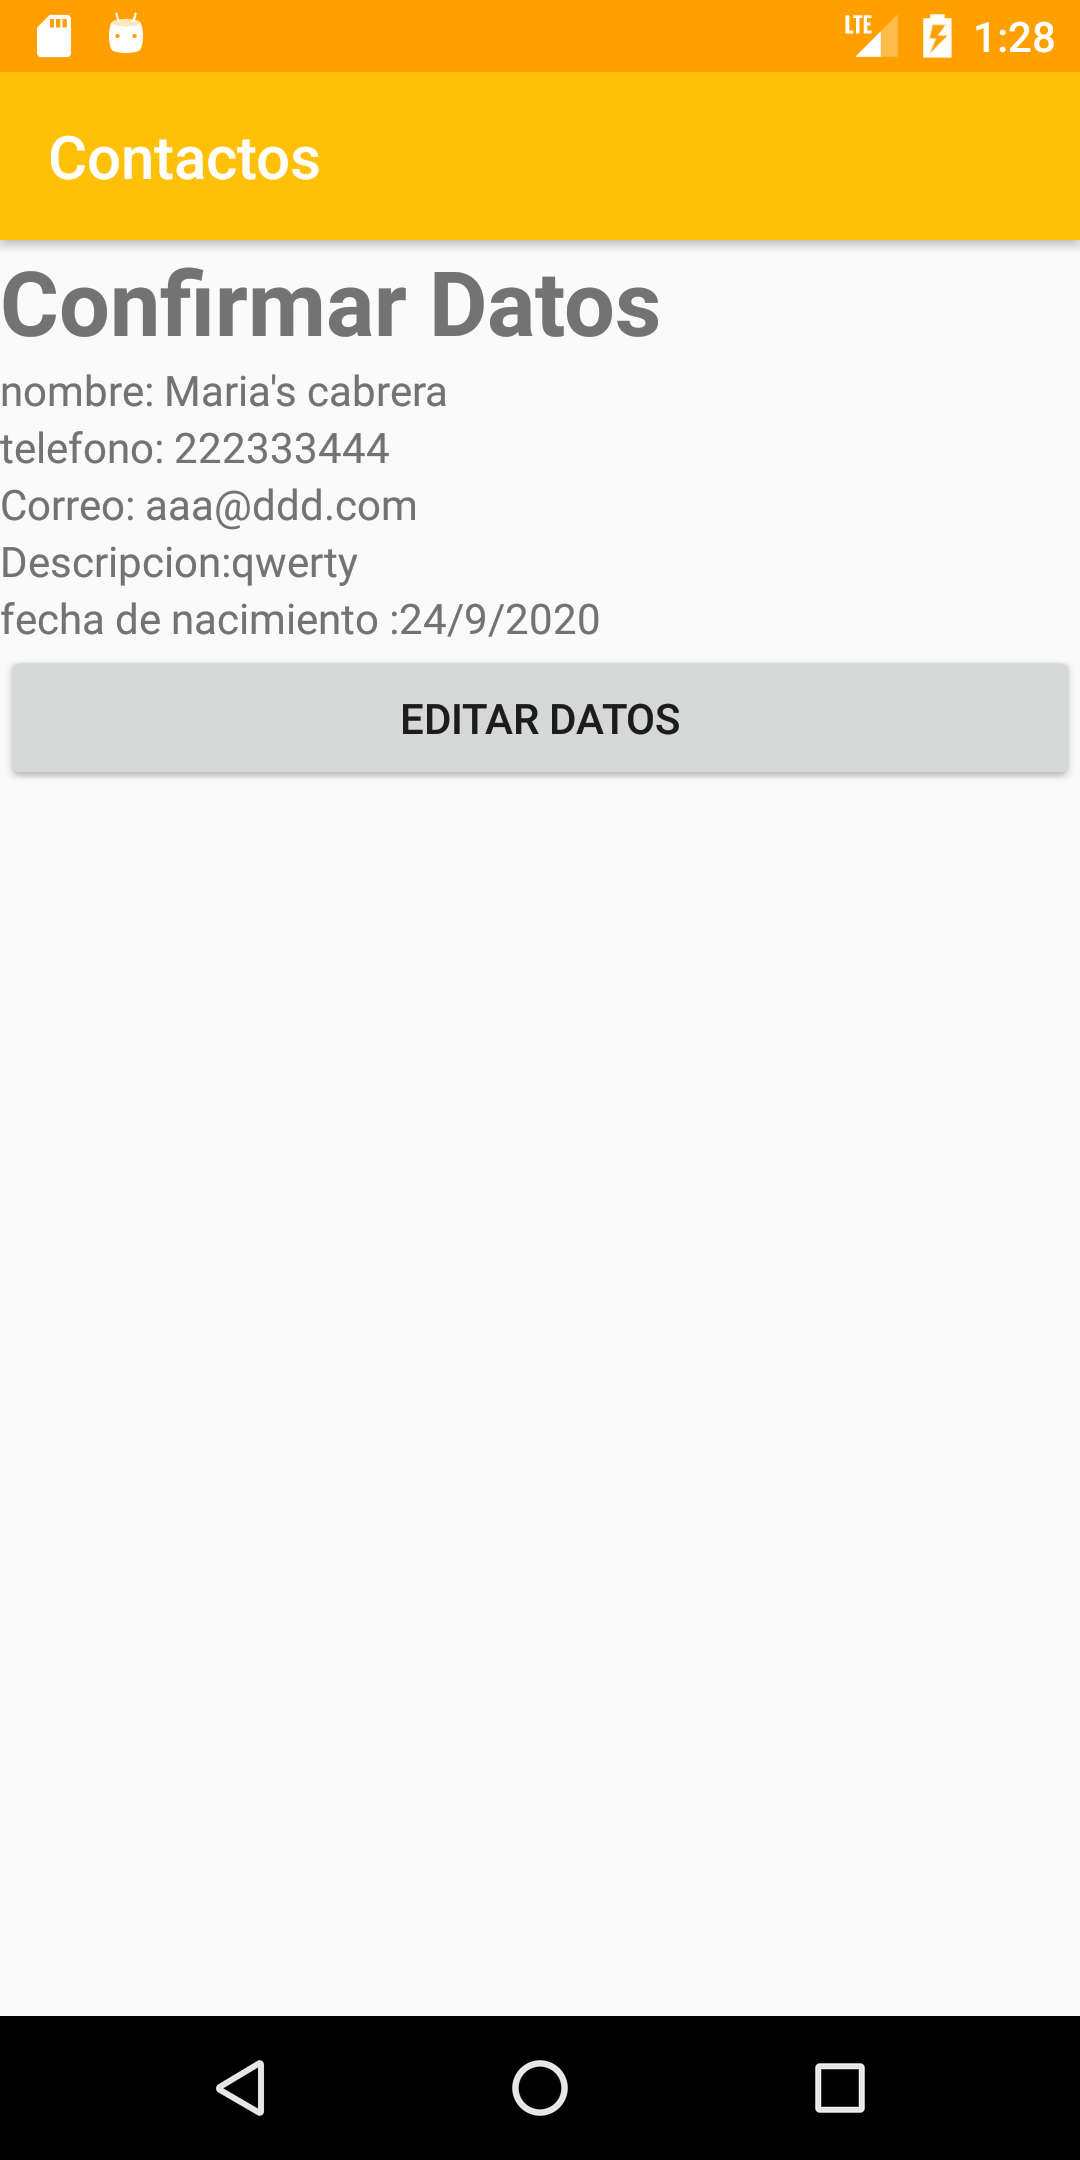 LTE 1:28
Contactos
Confirmar Datos
nombre: Maria's cabrera
telefono: 222333444
Correo: aaa@ddd.com
Descripcion:qwerty
fecha de nacimiento :24/9/2020
EDITAR DATOS